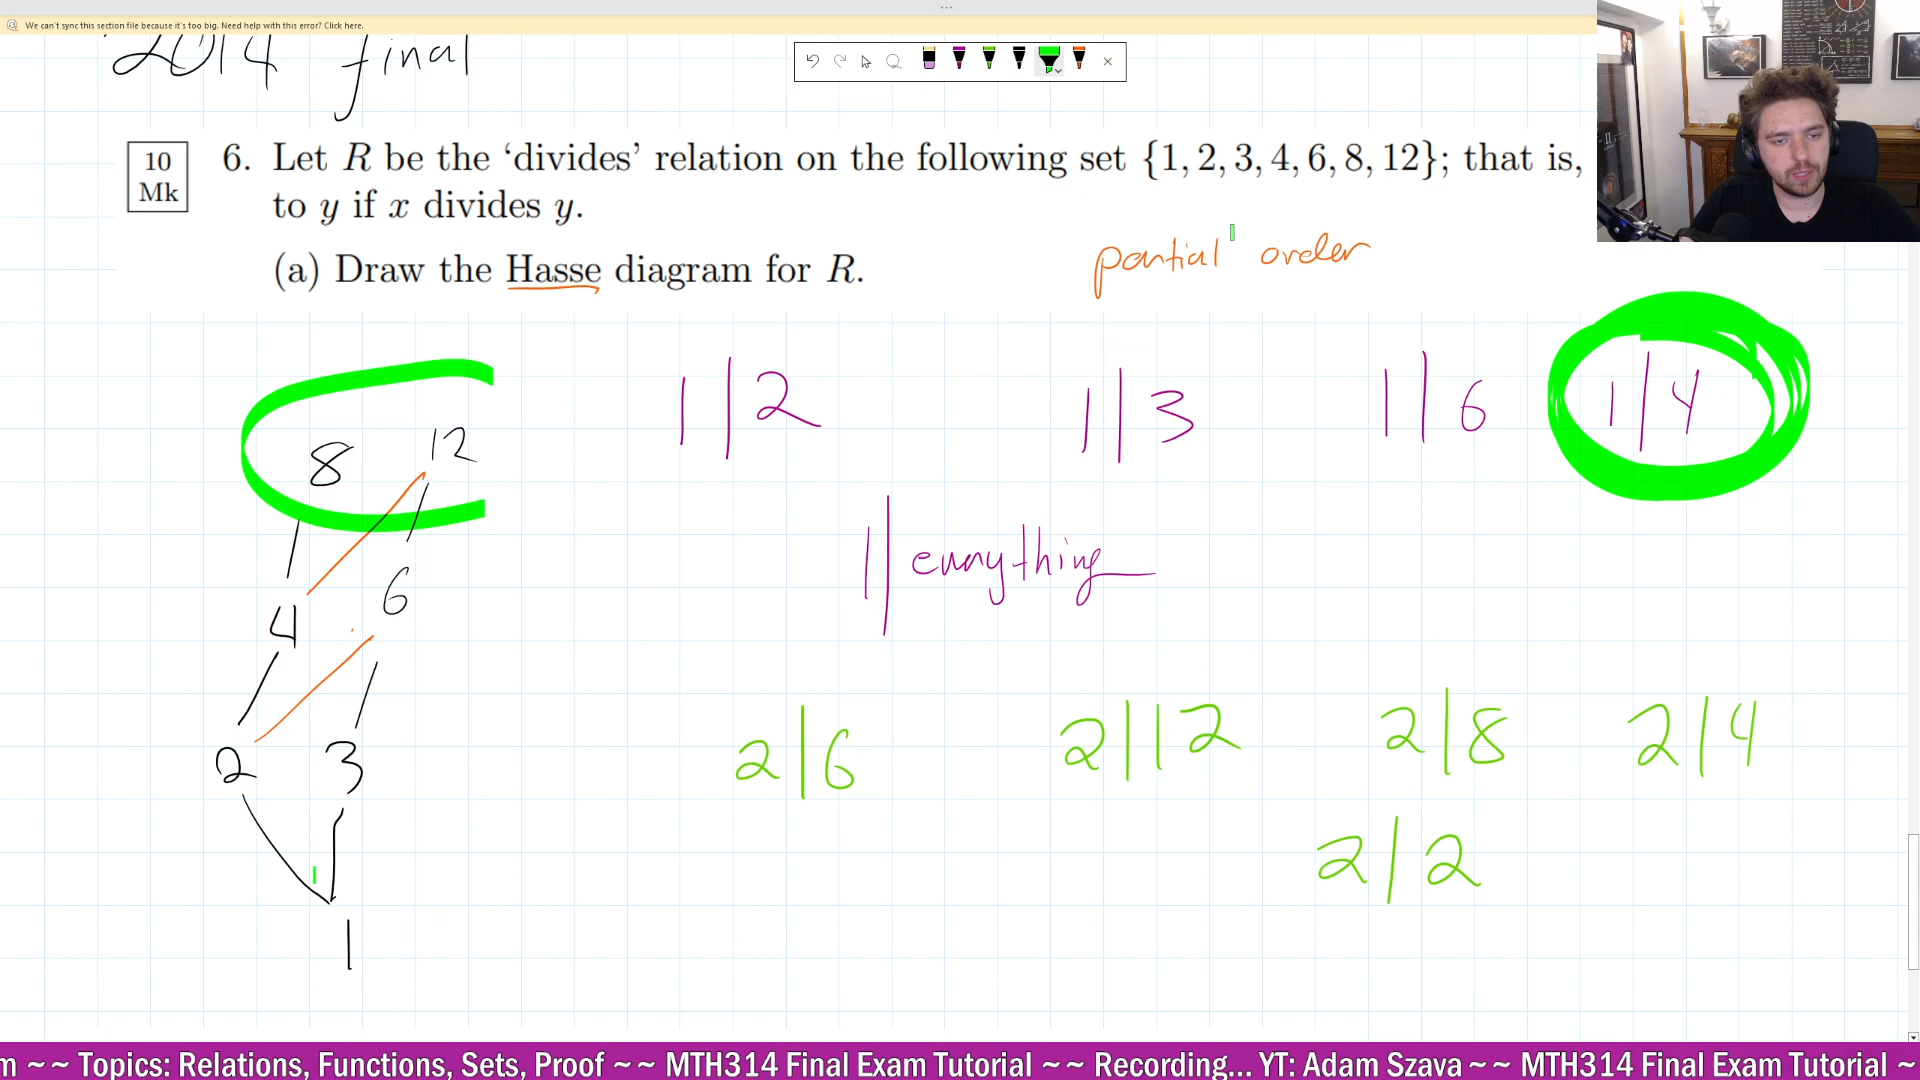 We can't sync this section file because it's too big. Need help with this error? Click here.
2014 final
10 Mk
6. Let R be the 'divides' relation on the following set {1, 2, 3, 4, 6, 8, 12}; that is,
to y if x divides y.
partial order
(a) Draw the Hasse diagram for R.
1|2 1|3 1|6 1|4
8 12
1| everything
4 6
2 3
2|6 2|12 2|8 2|4
2|2
1
m ~~ Topics: Relations, Functions, Sets, Proof ~~ MTH314 Final Exam Tutorial ~~ Recording... YT: Adam Szava ~~ MTH314 Final Exam Tutorial ~